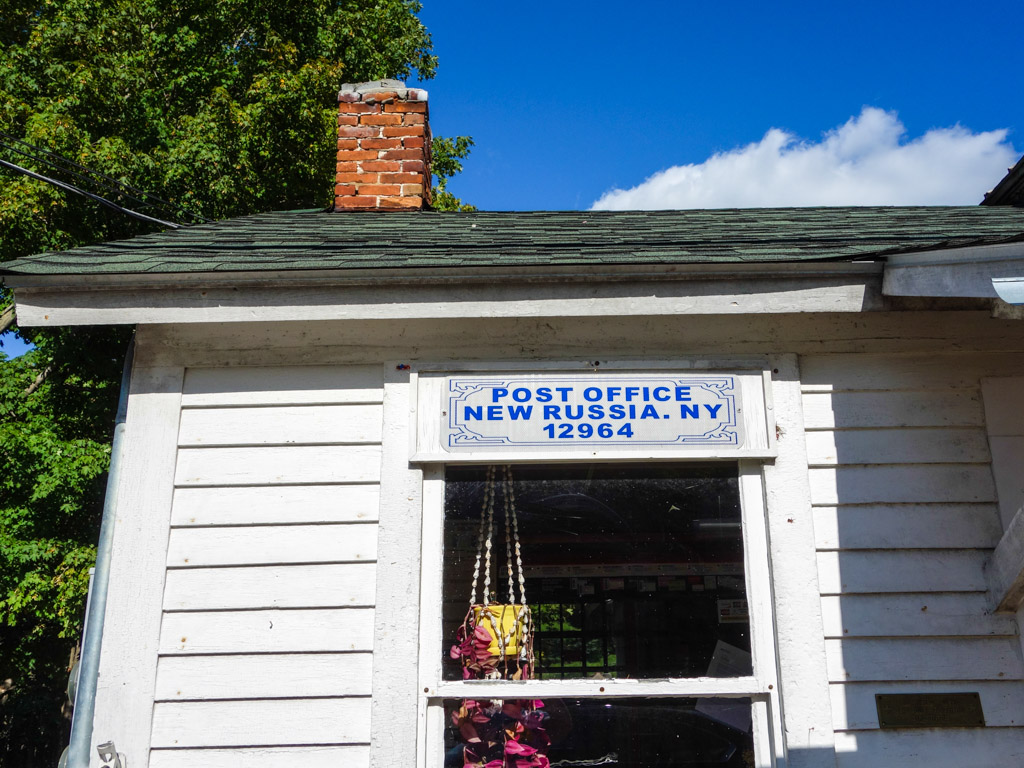 POST OFFICE
NEW RUSSIA. NY
12964